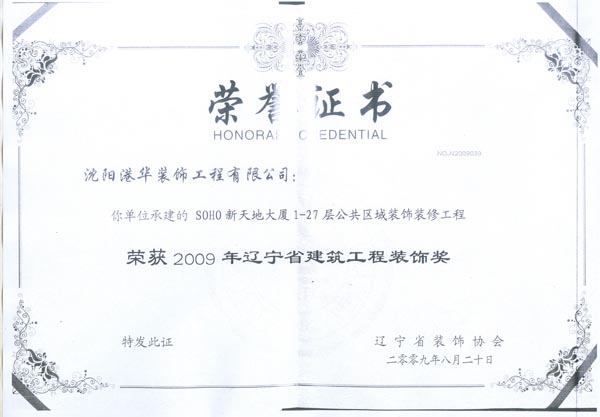 荣誉证书
HONORA EDENTIAL
NO.N2009039
沈阳港华装饰工程有限公司：
你单位承建的 SOHO 新天地大厦 1-27 层公共区域装饰装修工程
荣获 2009 年辽宁省建筑工程装饰奖
特发此证
辽宁省装饰协会
二零零九年八月二十日